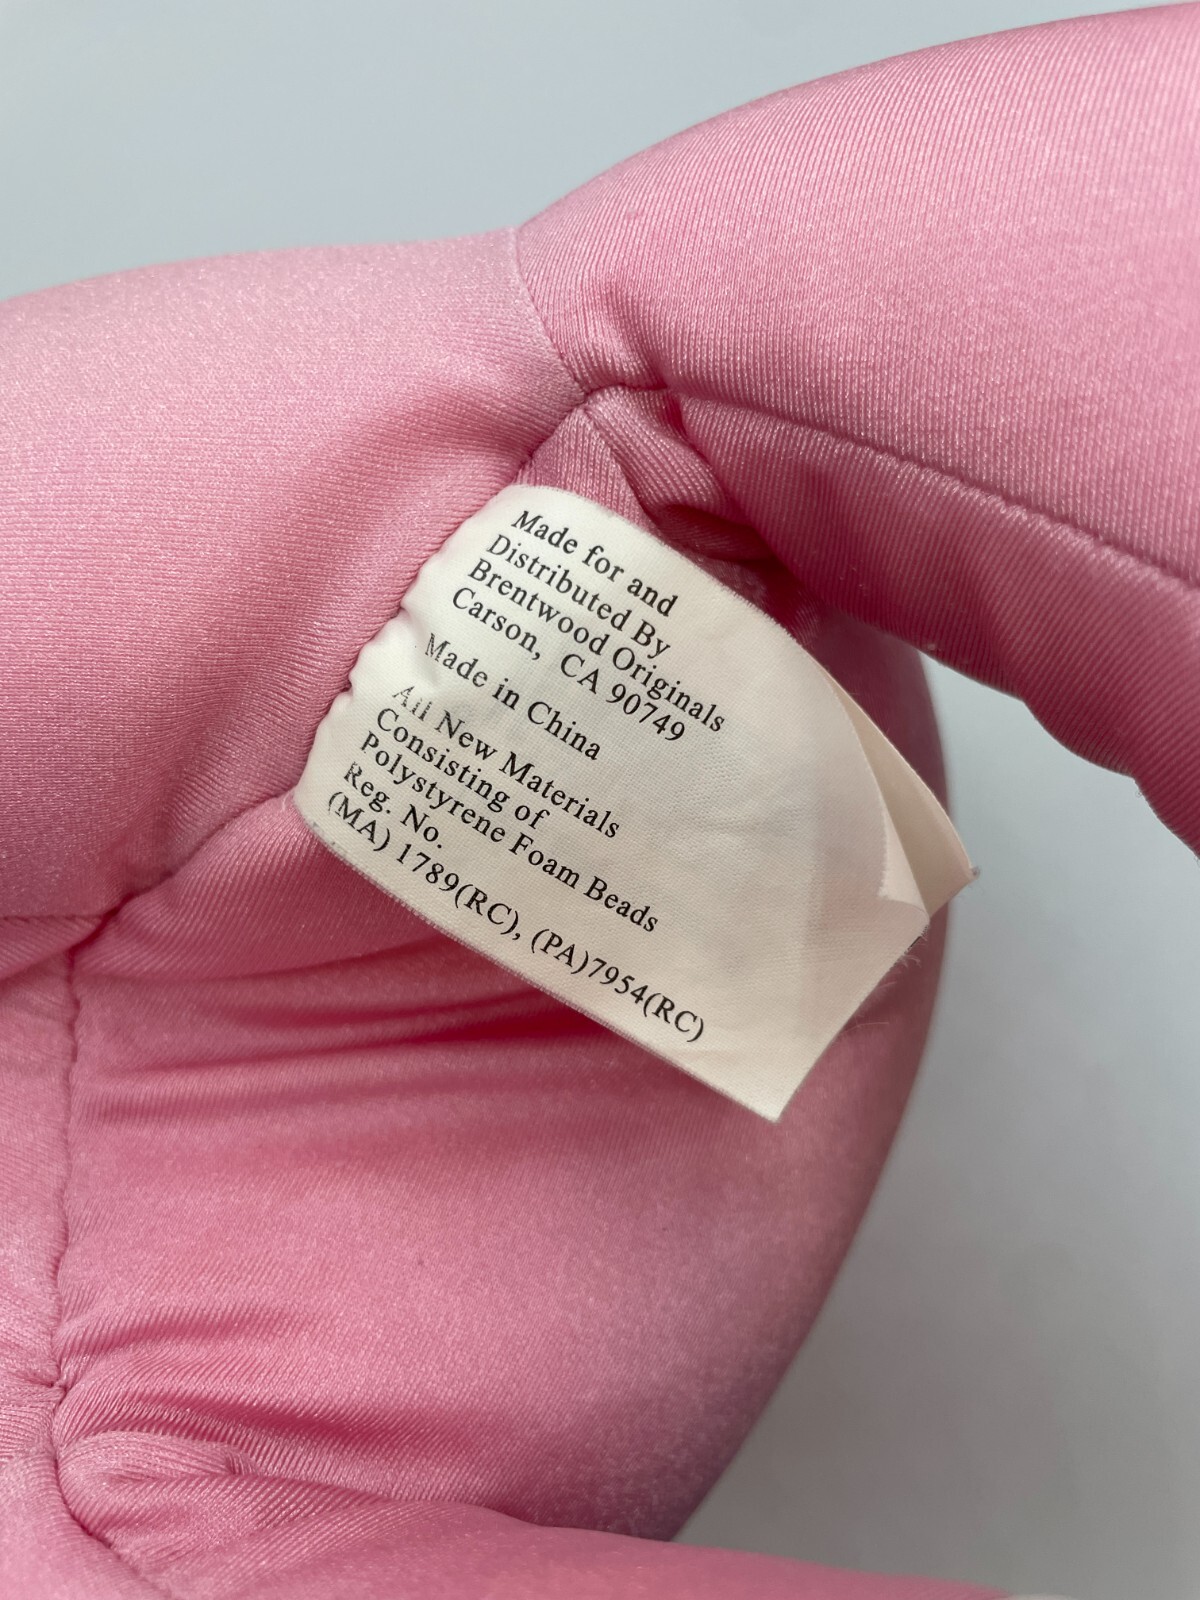 Made for and
Distributed By
Brentwood Originals
Carson, CA 90749
Made in China
All New Materials
Consisting of
Polystyrene Foam Beads
Reg. No.
(MA) 1789(RC), (PA)7954(RC)